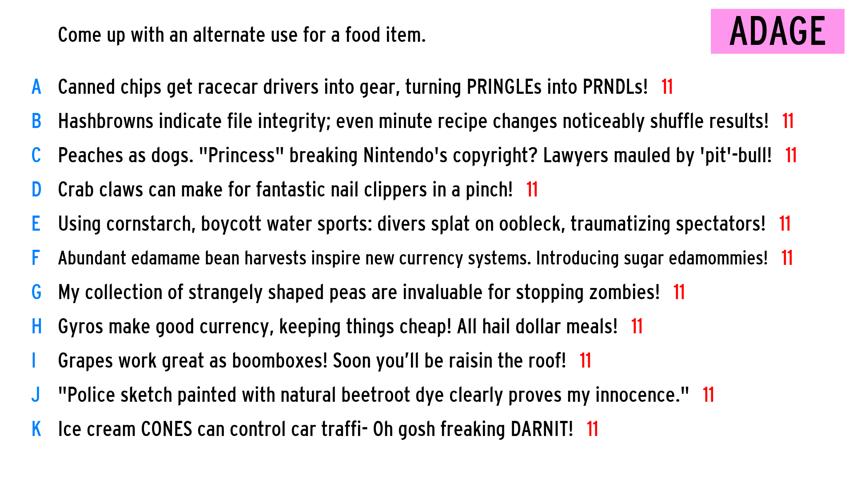 Come up with an alternate use for a food item.
ADAGE
A Canned chips get racecar drivers into gear, turning PRINGLEs into PRNDLs! 11
B Hashbrowns indicate file integrity; even minute recipe changes noticeably shuffle results! 11
C Peaches as dogs. "Princess" breaking Nintendo's copyright? Lawyers mauled by 'pit'-bull! 11
D Crab claws can make for fantastic nail clippers in a pinch! 11
E Using cornstarch, boycott water sports: divers splat on oobleck, traumatizing spectators! 11
F Abundant edamame bean harvests inspire new currency systems. Introducing sugar edamommies! 11
G My collection of strangely shaped peas are invaluable for stopping zombies! 11
H Gyros make good currency, keeping things cheap! All hail dollar meals! 11
I Grapes work great as boomboxes! Soon you’ll be raisin the roof! 11
J "Police sketch painted with natural beetroot dye clearly proves my innocence." 11
K Ice cream CONES can control car traffi- Oh gosh freaking DARNIT! 11